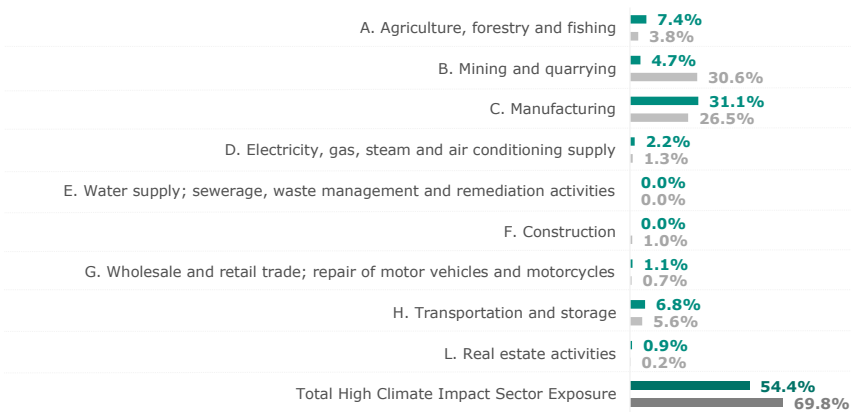 A. Agriculture, forestry and fishing
7.4%
3.8%
B. Mining and quarrying
4.7%
30.6%
C. Manufacturing
31.1%
26.5%
D. Electricity, gas, steam and air conditioning supply
2.2%
1.3%
E. Water supply; sewerage, waste management and remediation activities
0.0%
0.0%
F. Construction
0.0%
1.0%
G. Wholesale and retail trade; repair of motor vehicles and motorcycles
1.1%
0.7%
H. Transportation and storage
6.8%
5.6%
L. Real estate activities
0.9%
0.2%
Total High Climate Impact Sector Exposure
54.4%
69.8%